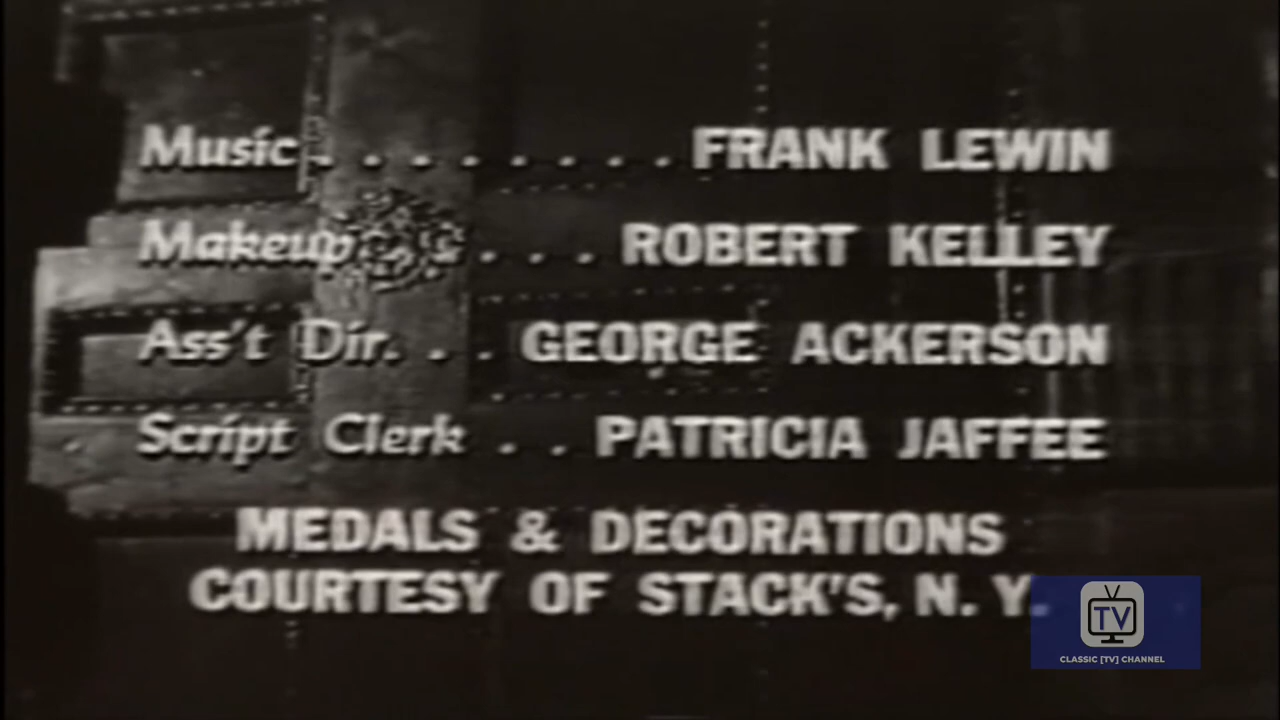 Music . . . . . . . . FRANK LEWIN
Makeup . . . ROBERT KELLEY
Ass't Dir. . . GEORGE ACKERSON
Script Clerk . . PATRICIA JAFFEE
MEDALS & DECORATIONS
COURTESY OF STACK'S, N. Y.
TV
CLASSIC [TV] CHANNEL